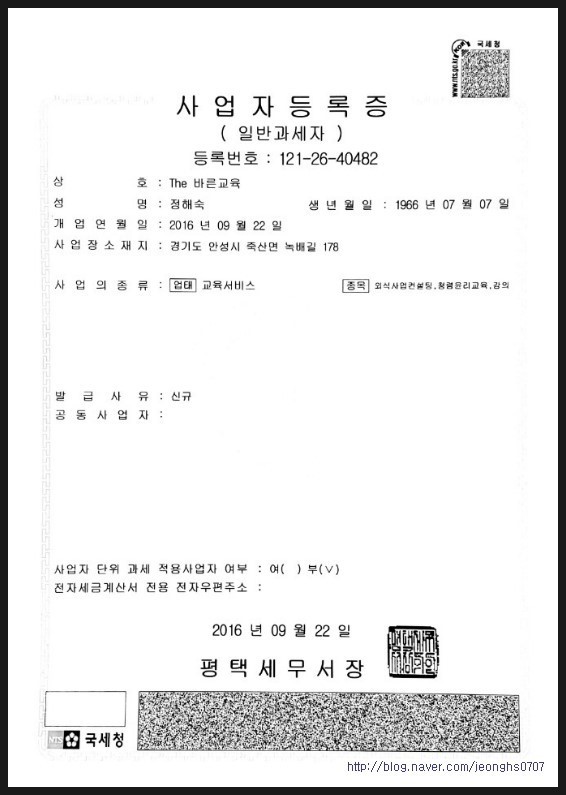 국세청
www.nts.go.kr
사업자등록증
( 일반과세자 )
등록번호 : 121-26-40482
상 호 : The 바른교육
성 명 : 정해숙 생 년 월 일 : 1966 년 07 월 07 일
개 업 연 월 일 : 2016 년 09 월 22 일
사 업 장 소 재 지 : 경기도 안성시 죽산면 녹배길 178
사 업 의 종 류 : 업태 교육서비스 종목 외식사업컨설팅,청렴윤리교육,강의
발 급 사 유 : 신규
공 동 사 업 자 :
사업자 단위 과세 적용사업자 여부 : 여( ) 부(∨)
전자세금계산서 전용 전자우편주소 :
2016 년 09 월 22 일
평택세무서장
NTS 국세청
http://blog.naver.com/jeonghs0707